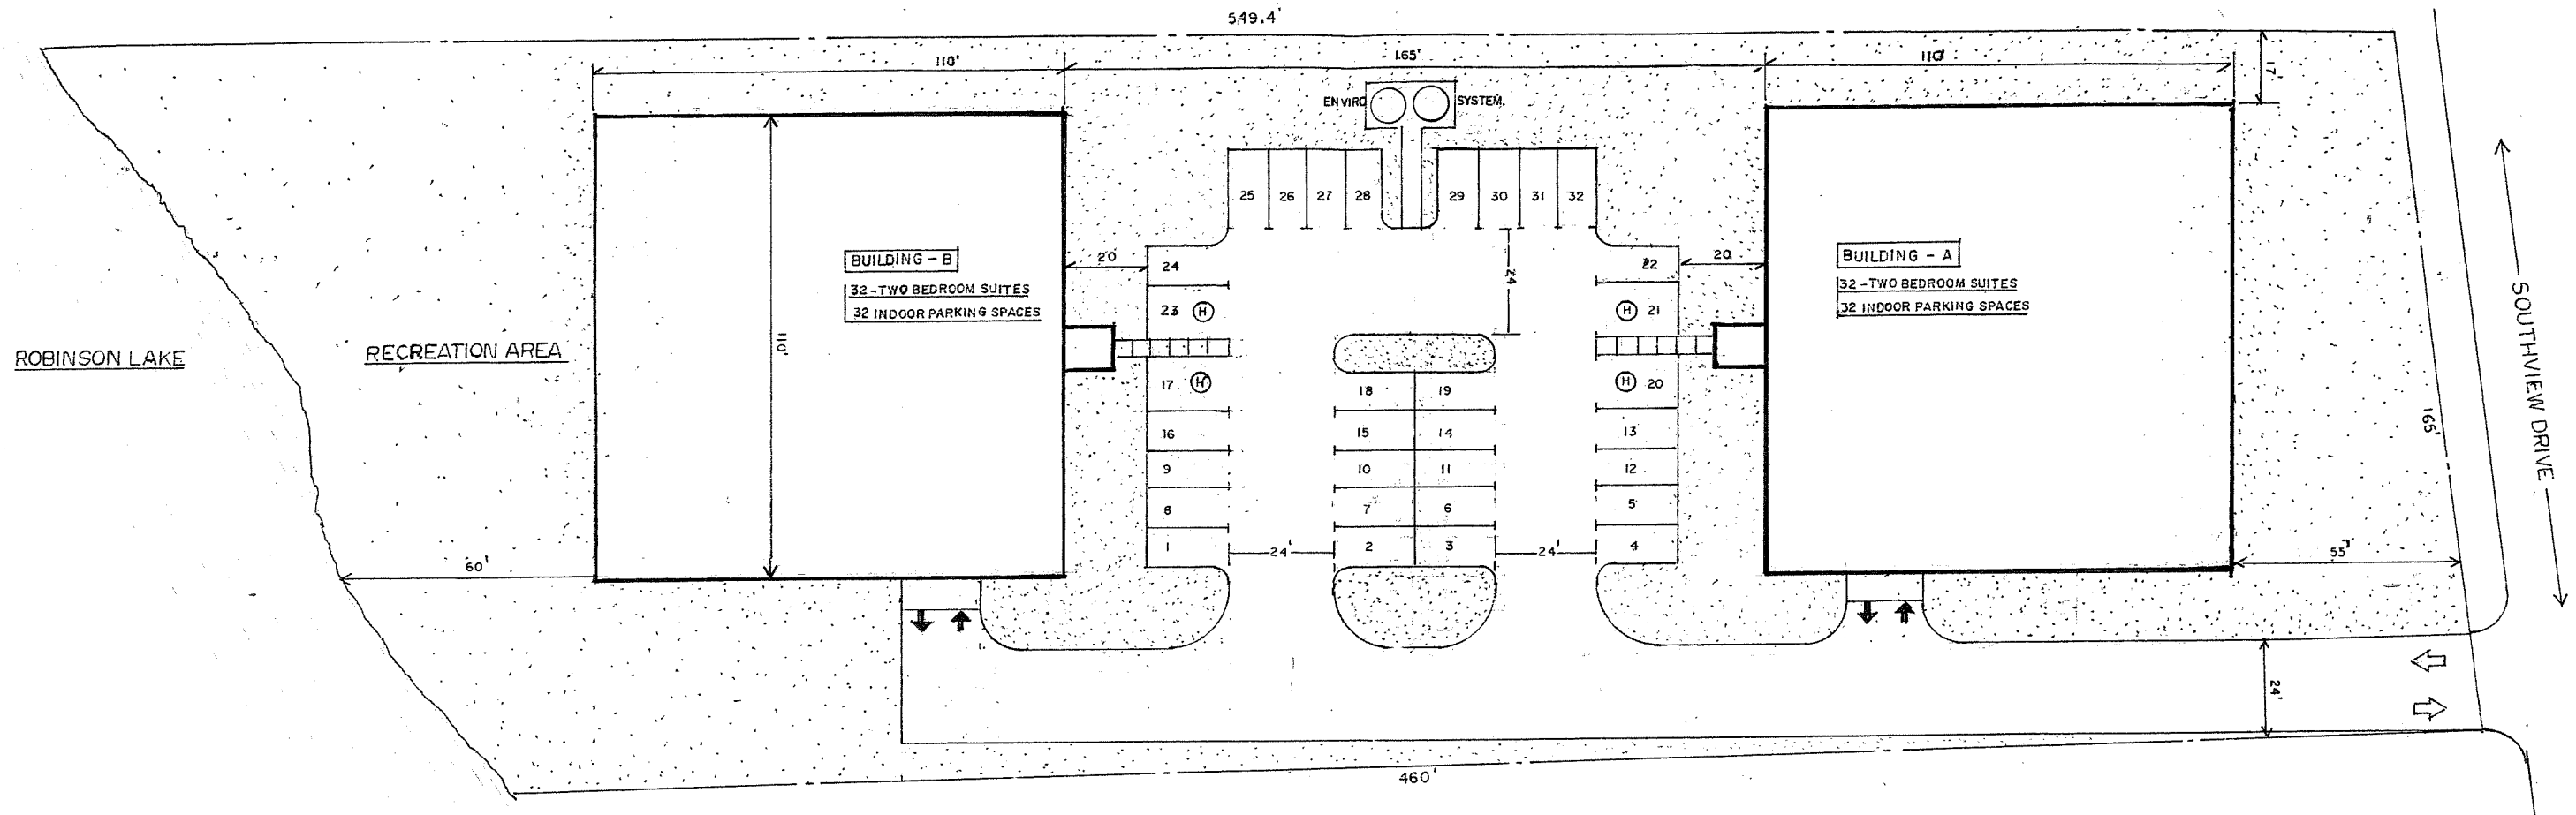 549.4'
110'
165'
110'
17'
ENVIRO SYSTEM.
25 26 27 28 29 30 31 32
BUILDING - B
32-TWO BEDROOM SUITES
32 INDOOR PARKING SPACES
20'
24
24
22
20
BUILDING - A
32-TWO BEDROOM SUITES
32 INDOOR PARKING SPACES
23 H
H 21
110'
ROBINSON LAKE
RECREATION AREA
17 H
18 19
H 20
16 15 14 13
9 10 11 12
6 7 6 5
1 24' 2 3 24' 4
60'
55'
165'
SOUTHVIEW DRIVE
24'
460'